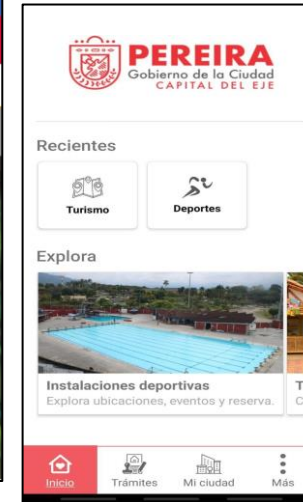 PEREIRA
Gobierno de la Ciudad
CAPITAL DEL EJE
Recientes
Turismo
Deportes
Explora
Instalaciones deportivas
Explora ubicaciones, eventos y reserva.
Inicio
Trámites
Mi ciudad
Más